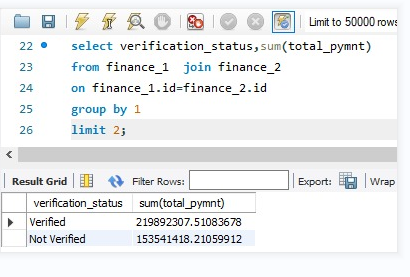 Limit to 50000 rows
22 select verification_status,sum(total_pymnt)
23 from finance_1  join finance_2
24 on finance_1.id=finance_2.id
25 group by 1
26 limit 2;
Result Grid Filter Rows: Export: Wrap
verification_status sum(total_pymnt)
Verified 219892307.51083678
Not Verified 153541418.21059912